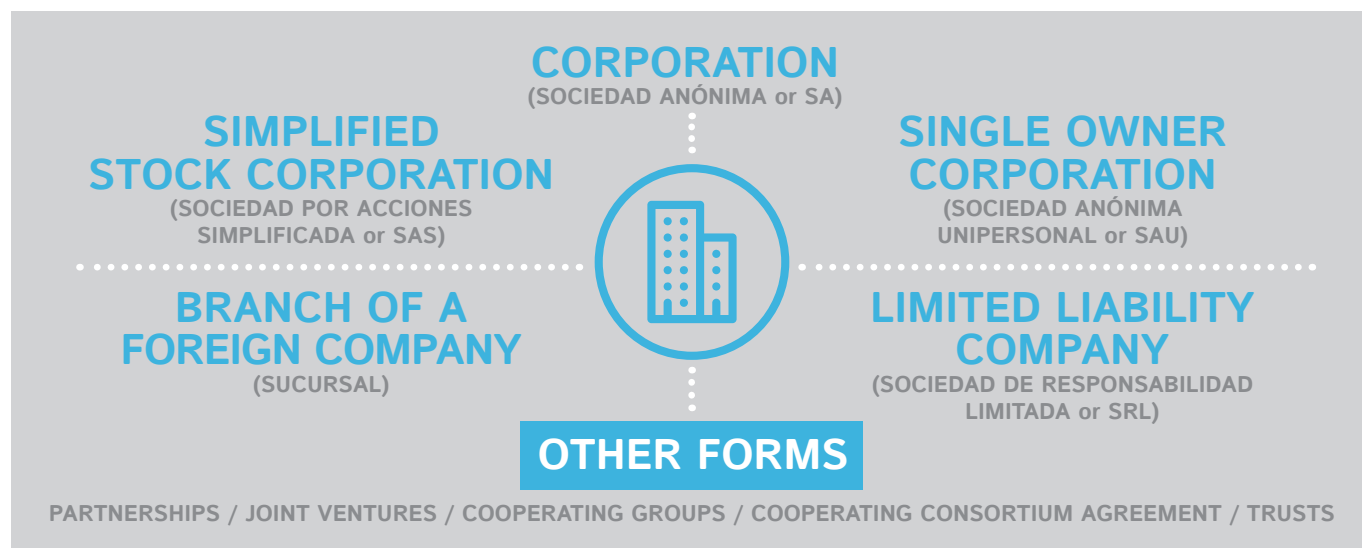 CORPORATION
(SOCIEDAD ANÓNIMA or SA)
SIMPLIFIED
STOCK CORPORATION
(SOCIEDAD POR ACCIONES
SIMPLIFICADA or SAS)
SINGLE OWNER
CORPORATION
(SOCIEDAD ANÓNIMA
UNIPERSONAL or SAU)
BRANCH OF A
FOREIGN COMPANY
(SUCURSAL)
LIMITED LIABILITY
COMPANY
(SOCIEDAD DE RESPONSABILIDAD
LIMITADA or SRL)
OTHER FORMS
PARTNERSHIPS / JOINT VENTURES / COOPERATING GROUPS / COOPERATING CONSORTIUM AGREEMENT / TRUSTS